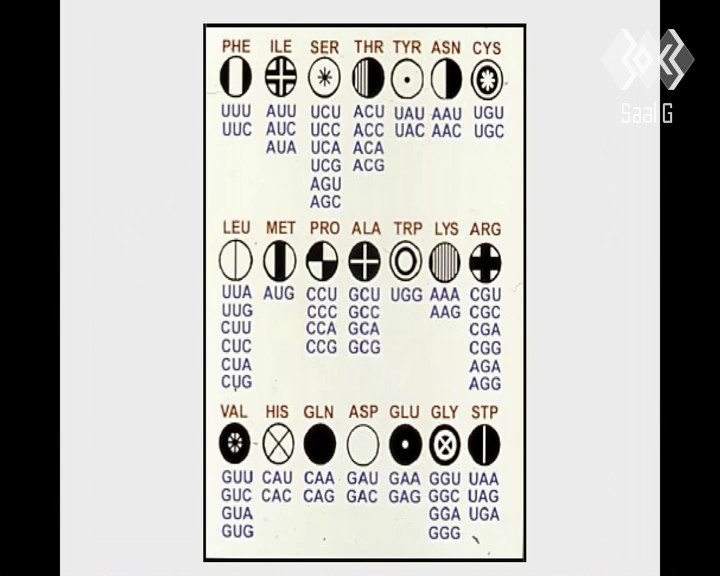 PHE ILE SER THR TYR ASN CYS
UUU AUU UCU ACU UAU AAU UGU
UUC AUC UCC ACC UAC AAC UGC
AUA UCA ACA
UCG ACG
AGU
AGC
LEU MET PRO ALA TRP LYS ARG
UUA AUG CCU GCU UGG AAA CGU
UUG CCC GCC AAG CGC
CUU CCA GCA CGA
CUC CCG GCG CGG
CUA AGA
CUG AGG
VAL HIS GLN ASP GLU GLY STP
GUU CAU CAA GAU GAA GGU UAA
GUC CAC CAG GAC GAG GGC UAG
GUA GGA UGA
GUG GGG
Saal G